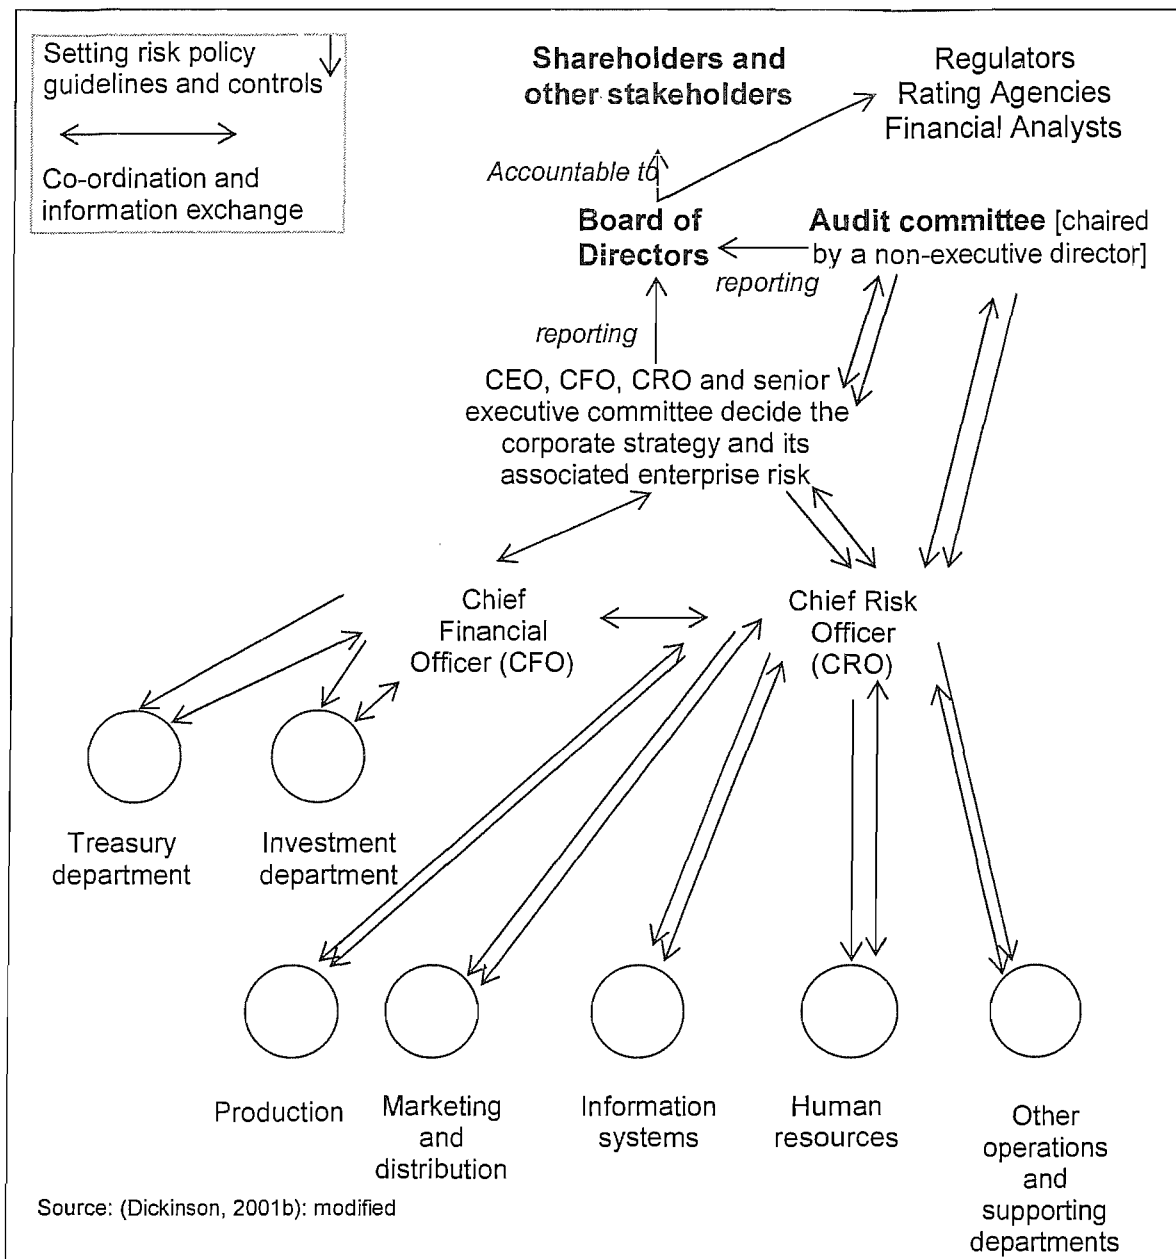 Setting risk policy
guidelines and controls
Co-ordination and
information exchange
Shareholders and
other stakeholders
Regulators
Rating Agencies
Financial Analysts
Accountable to
Board of
Directors
Audit committee [chaired
by a non-executive director]
reporting
reporting
CEO, CFO, CRO and senior
executive committee decide the
corporate strategy and its
associated enterprise risk
Chief
Financial
Officer (CFO)
Chief Risk
Officer
(CRO)
Treasury
department
Investment
department
Production
Marketing
and
distribution
Information
systems
Human
resources
Other
operations
and
supporting
departments
Source: (Dickinson, 2001b): modified